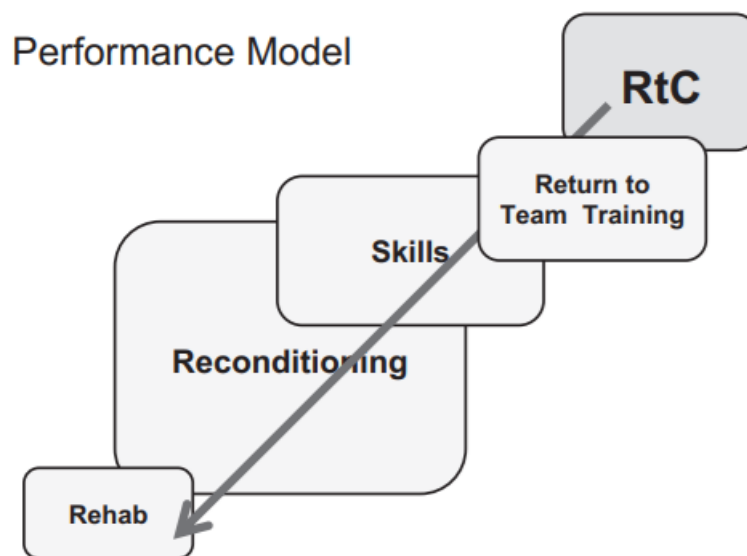 Performance Model
RtC
Return to
Team Training
Skills
Reconditioning
Rehab